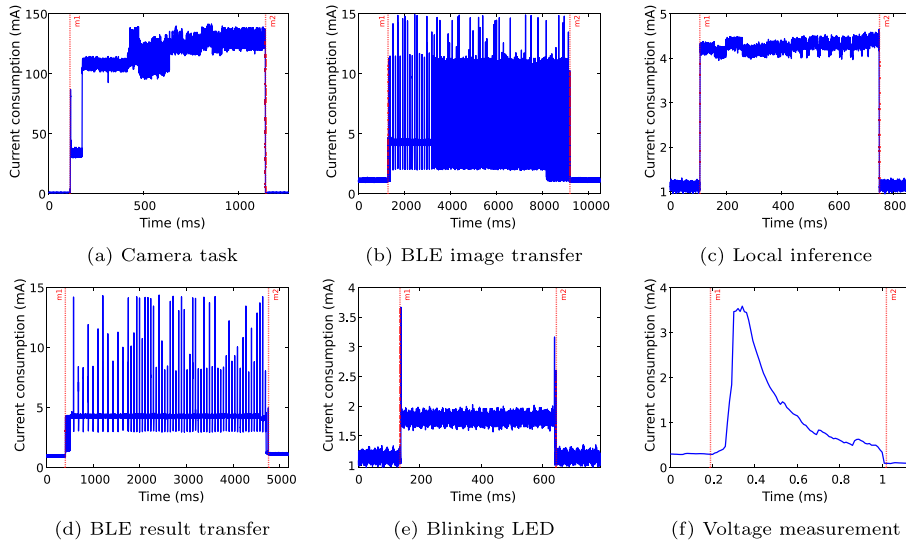 Current consumption (mA)
150
100
50
0
0
500
1000
m1
m2
Time (ms)
(a) Camera task
Current consumption (mA)
15
10
5
0
0
2000
4000
6000
8000
10000
m1
m2
Time (ms)
(b) BLE image transfer
Current consumption (mA)
5
4
3
2
1
0
200
400
600
800
m1
m2
Time (ms)
(c) Local inference
Current consumption (mA)
15
10
5
0
0
1000
2000
3000
4000
5000
m1
m2
Time (ms)
(d) BLE result transfer
Current consumption (mA)
4
3.5
3
2.5
2
1.5
1
0
200
400
600
m1
m2
Time (ms)
(e) Blinking LED
Current consumption (mA)
4
3
2
1
0
0
0.2
0.4
0.6
0.8
1
m1
m2
Time (ms)
(f) Voltage measurement